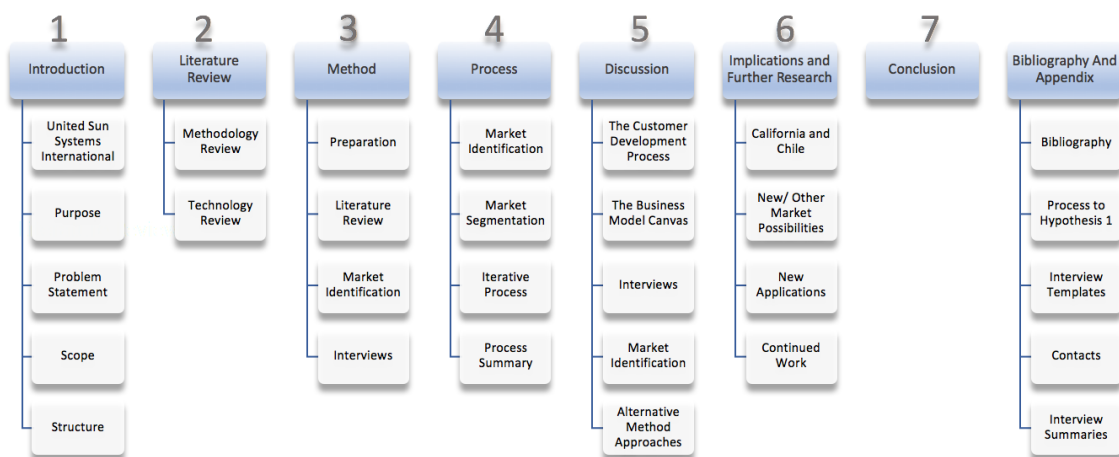 1
Introduction
United Sun
Systems
International
Purpose
Problem
Statement
Scope
Structure
2
Literature
Review
Methodology
Review
Technology
Review
3
Method
Preparation
Literature
Review
Market
Identification
Interviews
4
Process
Market
Identification
Market
Segmentation
Iterative
Process
Process
Summary
5
Discussion
The Customer
Development
Process
The Business
Model Canvas
Interviews
Market
Identification
Alternative
Method
Approaches
6
Implications and
Further Research
California and
Chile
New/ Other
Market
Possibilities
New
Applications
Continued
Work
7
Conclusion
Bibliography And
Appendix
Bibliography
Process to
Hypothesis 1
Interview
Templates
Contacts
Interview
Summaries